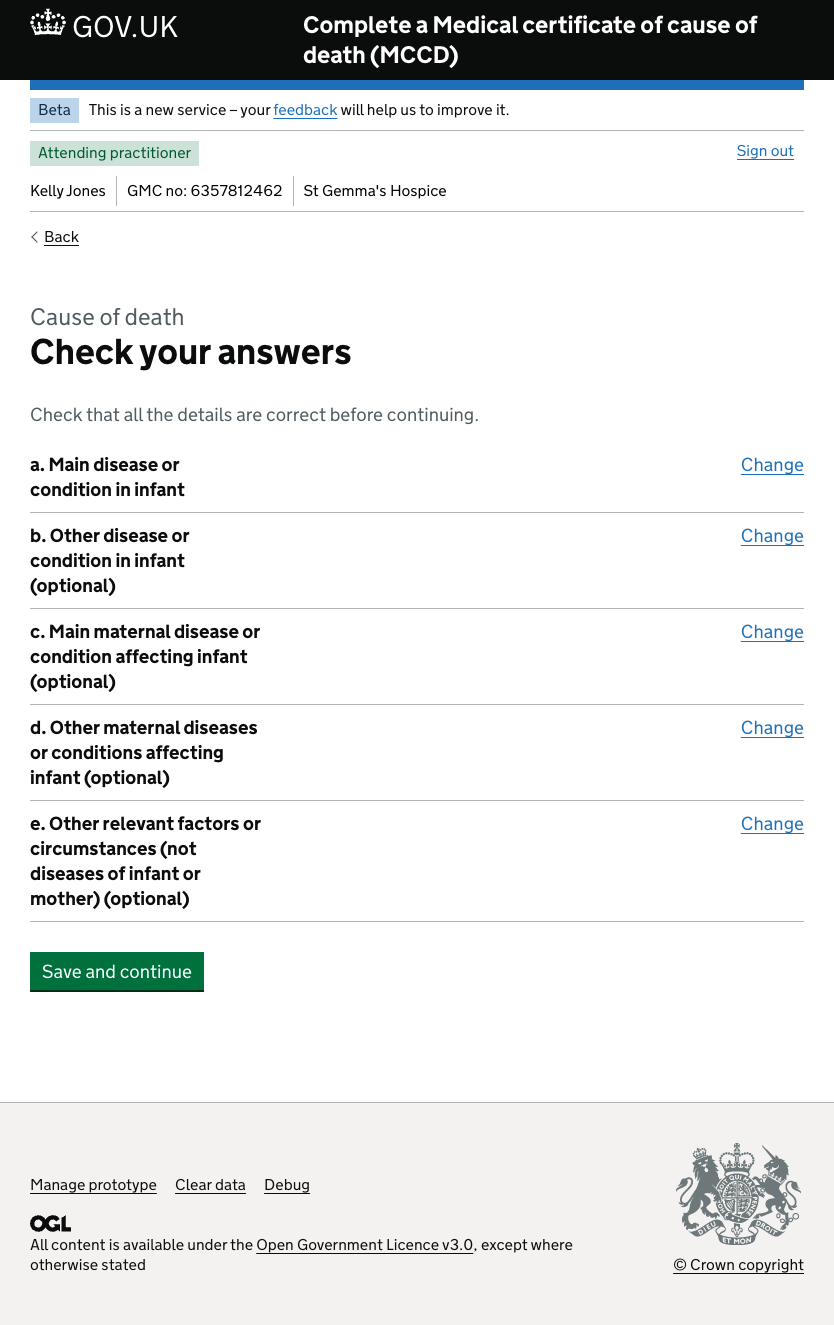 GOV.UK
Complete a Medical certificate of cause of
death (MCCD)
Beta This is a new service – your feedback will help us to improve it.
Attending practitioner
Sign out
Kelly Jones GMC no: 6357812462 St Gemma's Hospice
Back
Cause of death
Check your answers
Check that all the details are correct before continuing.
a. Main disease or
condition in infant
Change
b. Other disease or
condition in infant
(optional)
Change
c. Main maternal disease or
condition affecting infant
(optional)
Change
d. Other maternal diseases
or conditions affecting
infant (optional)
Change
e. Other relevant factors or
circumstances (not
diseases of infant or
mother) (optional)
Change
Save and continue
Manage prototype Clear data Debug
OGL
All content is available under the Open Government Licence v3.0, except where
otherwise stated
DIEU ET MON DROIT
© Crown copyright